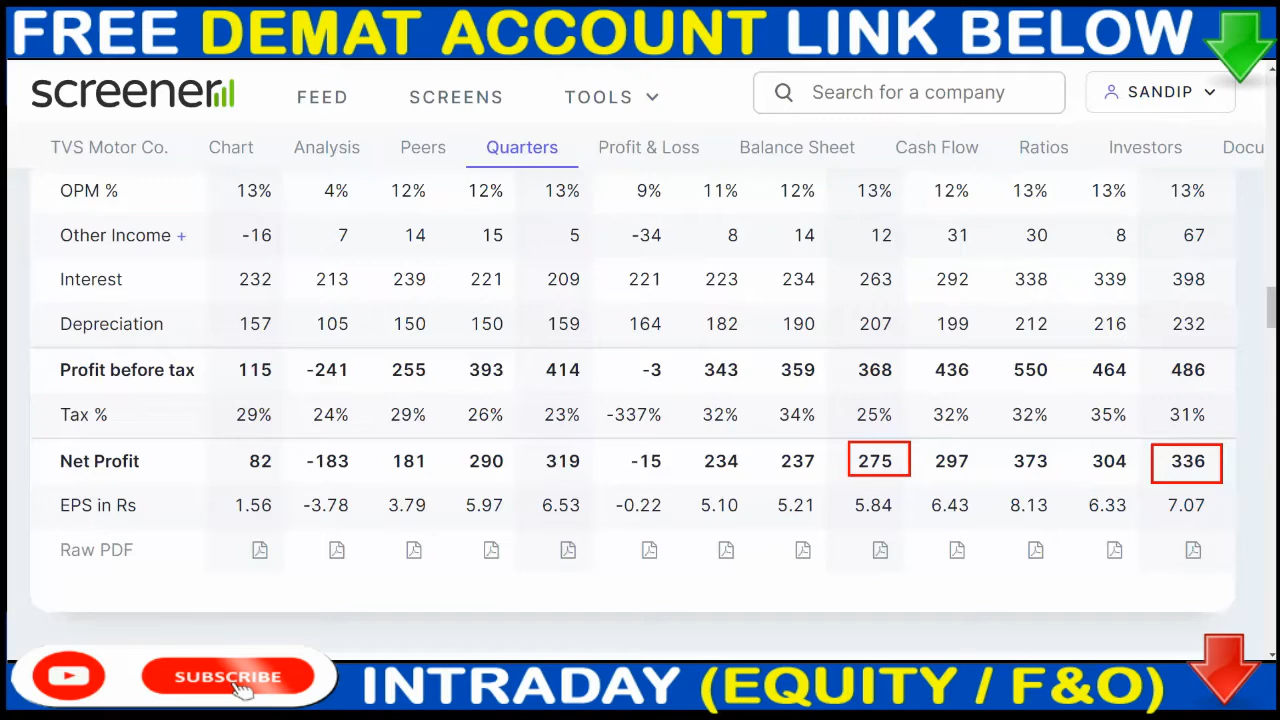 FREE DEMAT ACCOUNT LINK BELOW
screener FEED SCREENS TOOLS Search for a company SANDIP
TVS Motor Co. Chart Analysis Peers Quarters Profit & Loss Balance Sheet Cash Flow Ratios Investors Docu
OPM % 13% 4% 12% 12% 13% 9% 11% 12% 13% 12% 13% 13% 13%
Other Income + -16 7 14 15 5 -34 8 14 12 31 30 8 67
Interest 232 213 239 221 209 221 223 234 263 292 338 339 398
Depreciation 157 105 150 150 159 164 182 190 207 199 212 216 232
Profit before tax 115 -241 255 393 414 -3 343 359 368 436 550 464 486
Tax % 29% 24% 29% 26% 23% -337% 32% 34% 25% 32% 32% 35% 31%
Net Profit 82 -183 181 290 319 -15 234 237 275 297 373 304 336
EPS in Rs 1.56 -3.78 3.79 5.97 6.53 -0.22 5.10 5.21 5.84 6.43 8.13 6.33 7.07
Raw PDF
SUBSCRIBE INTRADAY (EQUITY / F&O)